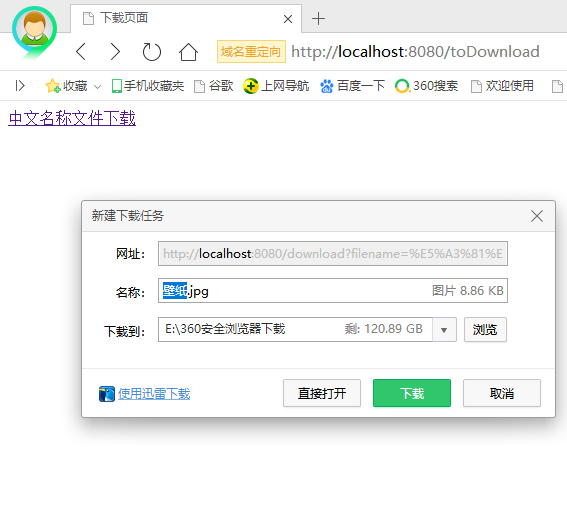 下载页面
域名重定向 http://localhost:8080/toDownload
收藏 手机收藏夹 谷歌 上网导航 百度一下 360搜索 欢迎使用
中文名称文件下载
新建下载任务
网址: http://localhost:8080/download?filename=%E5%A3%81%E
名称: 壁纸.jpg 图片 8.86 KB
下载到: E:\360安全浏览器下载 剩: 120.89 GB 浏览
使用迅雷下载 直接打开 下载 取消